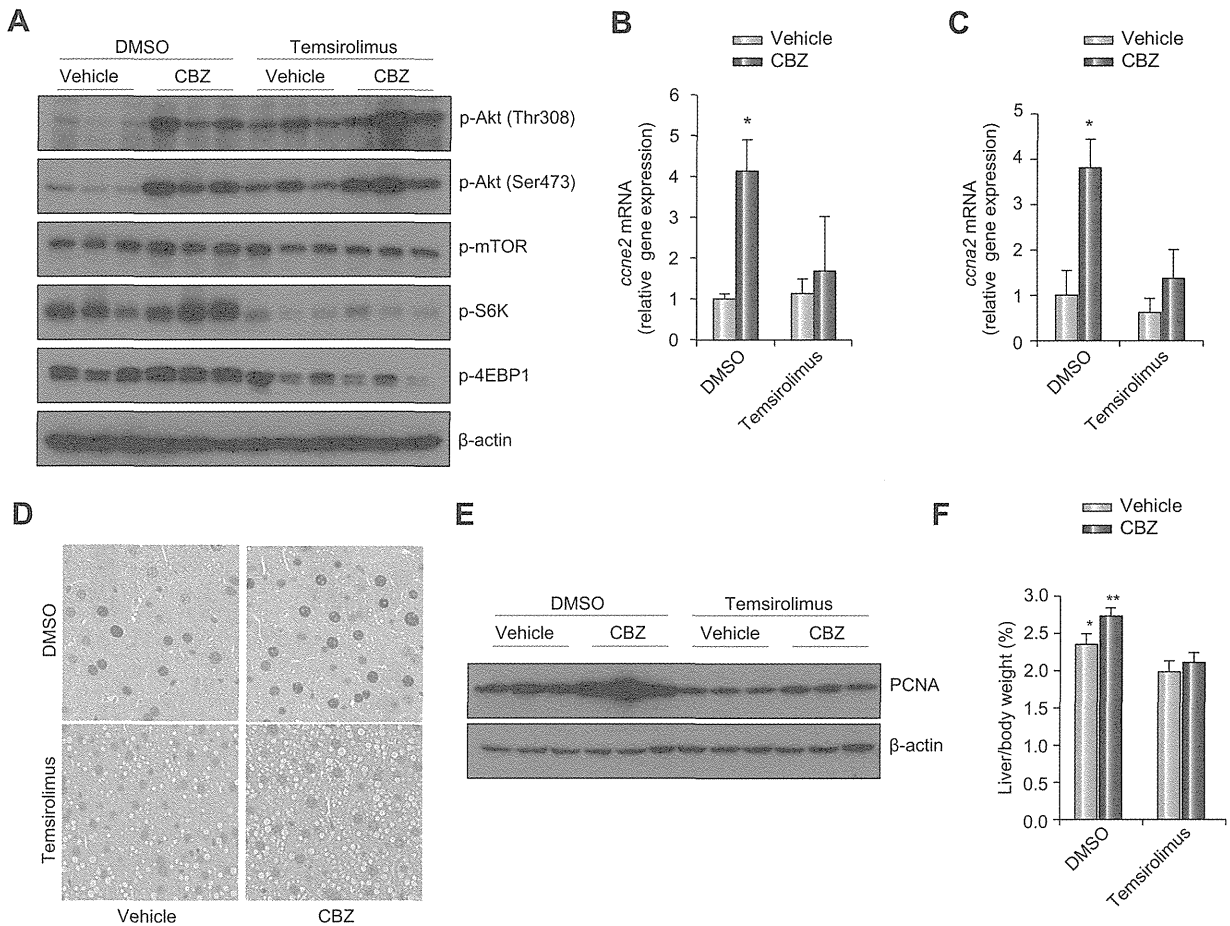 A
DMSO
Temsirolimus
Vehicle
CBZ
Vehicle
CBZ
p-Akt (Thr308)
p-Akt (Ser473)
p-mTOR
p-S6K
p-4EBP1
β-actin
B
Vehicle
CBZ
ccne2 mRNA
(relative gene expression)
6
5
4
3
2
1
0
*
DMSO
Temsirolimus
C
Vehicle
CBZ
ccna2 mRNA
(relative gene expression)
5
4
3
2
1
0
*
DMSO
Temsirolimus
D
DMSO
Temsirolimus
Vehicle
CBZ
E
DMSO
Temsirolimus
Vehicle
CBZ
Vehicle
CBZ
PCNA
β-actin
F
Vehicle
CBZ
Liver/body weight (%)
3.0
2.5
2.0
1.5
1.0
0.5
0.0
*
**
DMSO
Temsirolimus